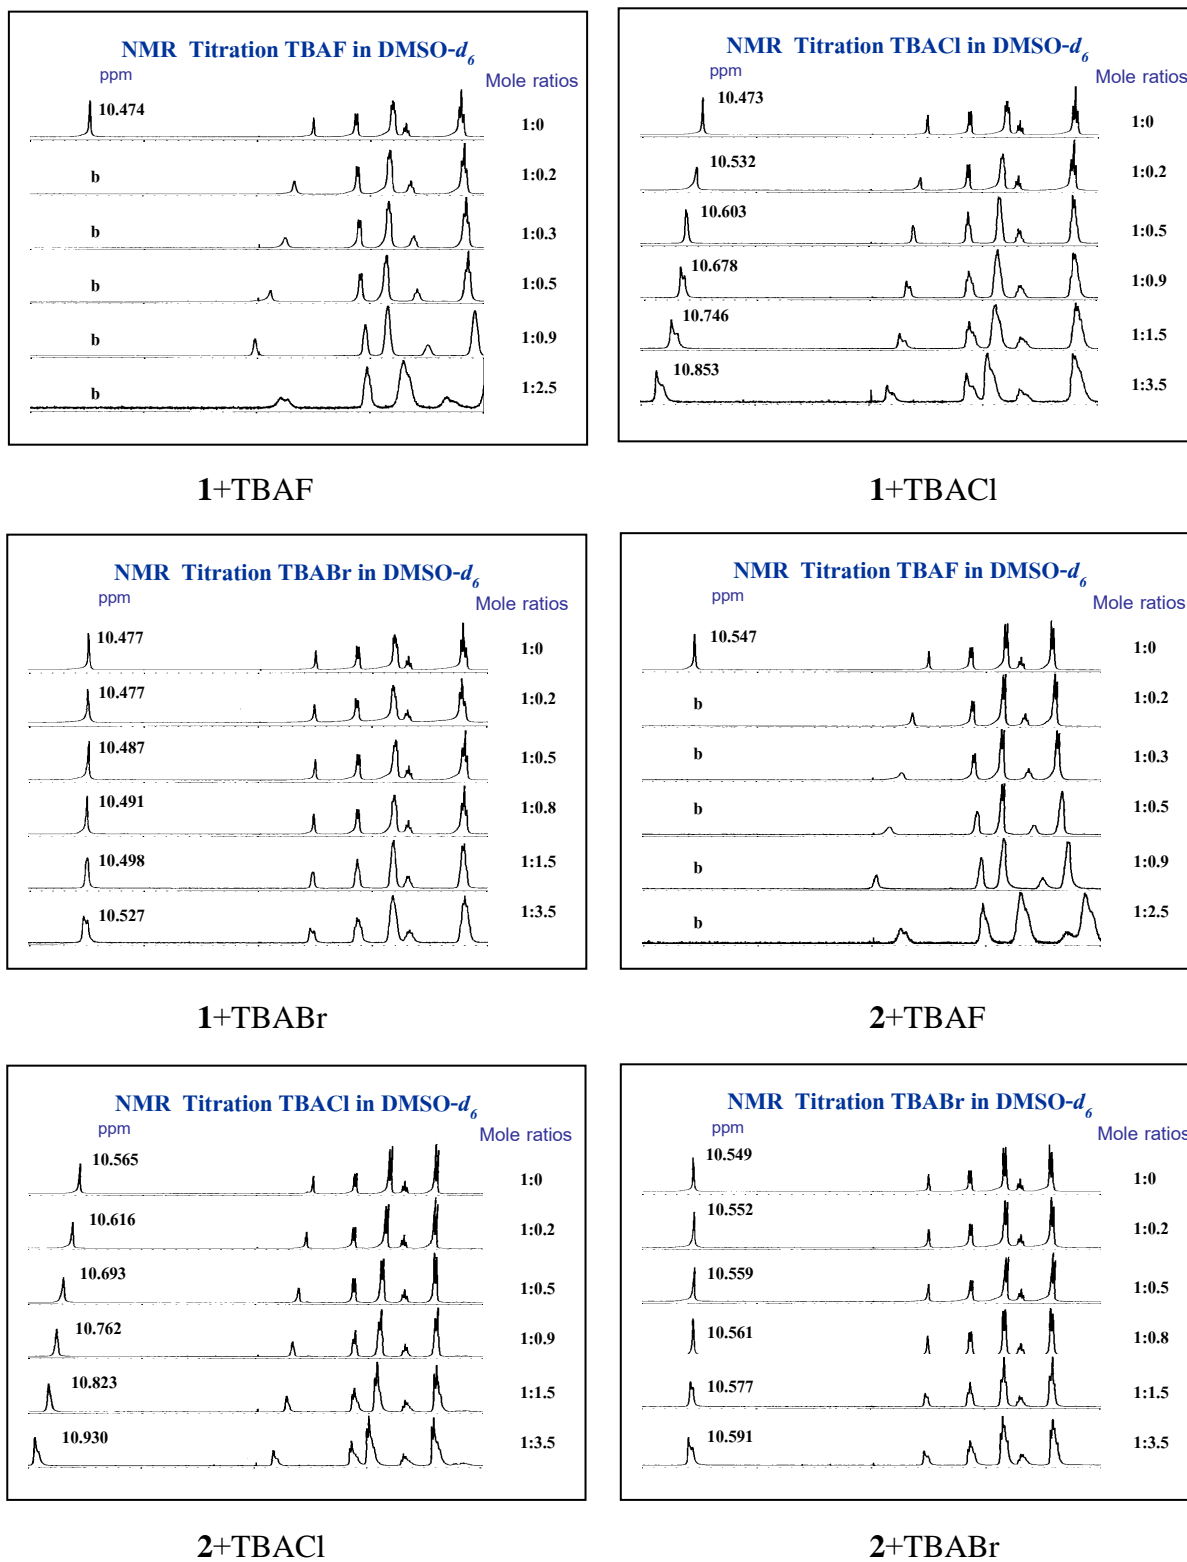 NMR Titration TBAF in DMSO-d6
ppm
Mole ratios
10.474 1:0
b 1:0.2
b 1:0.3
b 1:0.5
b 1:0.9
b 1:2.5
1+TBAF
NMR Titration TBACl in DMSO-d6
ppm
Mole ratios
10.473 1:0
10.532 1:0.2
10.603 1:0.5
10.678 1:0.9
10.746 1:1.5
10.853 1:3.5
1+TBACl
NMR Titration TBABr in DMSO-d6
ppm
Mole ratios
10.477 1:0
10.477 1:0.2
10.487 1:0.5
10.491 1:0.8
10.498 1:1.5
10.527 1:3.5
1+TBABr
NMR Titration TBAF in DMSO-d6
ppm
Mole ratios
10.547 1:0
b 1:0.2
b 1:0.3
b 1:0.5
b 1:0.9
b 1:2.5
2+TBAF
NMR Titration TBACl in DMSO-d6
ppm
Mole ratios
10.565 1:0
10.616 1:0.2
10.693 1:0.5
10.762 1:0.9
10.823 1:1.5
10.930 1:3.5
2+TBACl
NMR Titration TBABr in DMSO-d6
ppm
Mole ratios
10.549 1:0
10.552 1:0.2
10.559 1:0.5
10.561 1:0.8
10.577 1:1.5
10.591 1:3.5
2+TBABr